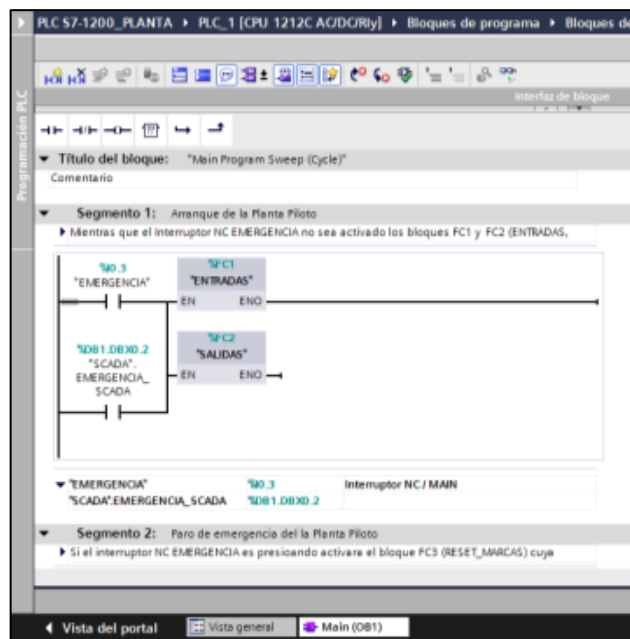 PLC S7-1200_PLANTA ▸ PLC_1 [CPU 1212C AC/DC/Rly] ▸ Bloques de programa ▸ Bloques de
Programación PLC
Interfaz de bloque
Título del bloque: "Main Program Sweep (Cycle)"
Comentario
Segmento 1: Arranque de la Planta Piloto
Mientras que el Interruptor NC EMERGENCIA no sea activado los bloques FC1 y FC2 (ENTRADAS,
%I0.3
"EMERGENCIA"
%FC1
"ENTRADAS"
EN ENO
%DB1.DBX0.2
"SCADA".
EMERGENCIA_
SCADA
%FC2
"SALIDAS"
EN ENO
"EMERGENCIA" %I0.3 Interruptor NC / MAIN
"SCADA".EMERGENCIA_SCADA %DB1.DBX0.2
Segmento 2: Paro de emergencia del la Planta Piloto
Si el interruptor NC EMERGENCIA es presioando activara el bloque FC3 (RESET_MARCAS) cuya
Vista del portal
Vista general
Main (OB1)